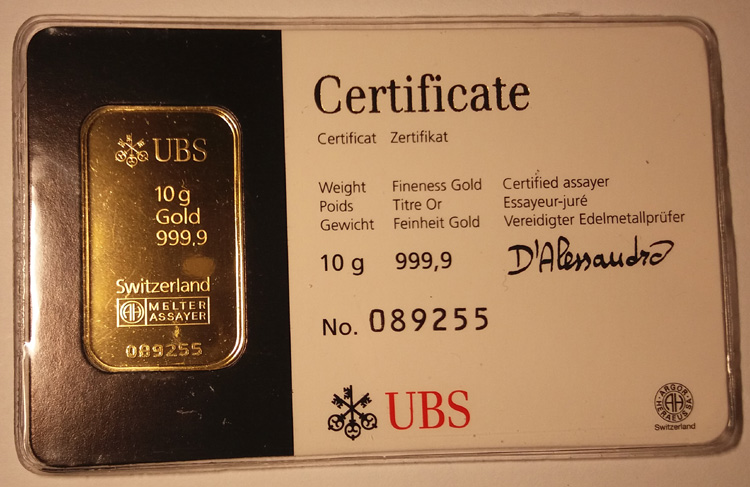 UBS
10 g
Gold
999,9
Switzerland
AH MELTER
ASSAYER
089255
Certificate
Certificat Zertifikat
Weight Fineness Gold Certified assayer
Poids Titre Or Essayeur-juré
Gewicht Feinheit Gold Vereidigter Edelmetallprüfer
10 g 999,9 D'Alessandro
No. 089255
UBS
ARGOR
AH
HERAEUS SA
Switzerland